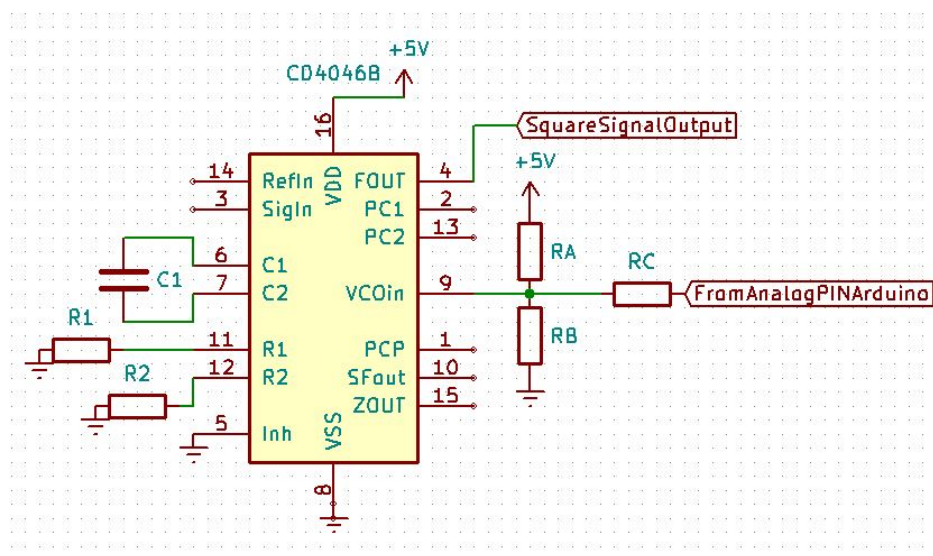 +5V
CD4046B
16
SquareSignalOutput
+5V
14
RefIn
VDD
FOUT
4
3
SigIn
PC1
2
PC2
13
RA
RC
6
C1
C1
7
C2
VCOin
9
FromAnalogPINArduino
R1
RB
11
R1
PCP
1
R2
12
R2
SFout
10
ZOUT
15
5
Inh
VSS
8